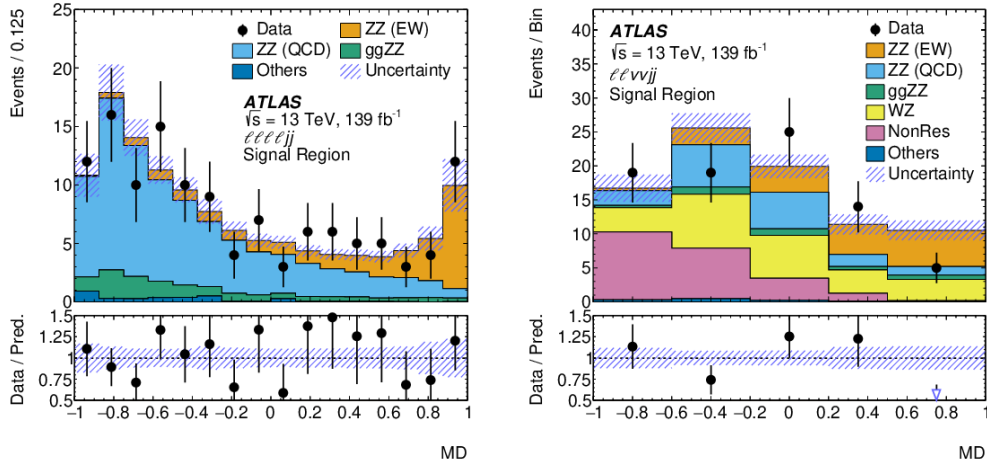 Events / 0.125
25
20
15
10
5
0
Data
ZZ (EW)
ZZ (QCD)
ggZZ
Others
Uncertainty
ATLAS
√s = 13 TeV, 139 fb⁻¹
ℓℓℓℓjj
Signal Region
Data / Pred.
1.5
1.25
1
0.75
0.5
−1 −0.8 −0.6 −0.4 −0.2 0 0.2 0.4 0.6 0.8 1
MD
Events / Bin
40
35
30
25
20
15
10
5
0
ATLAS
√s = 13 TeV, 139 fb⁻¹
ℓℓννjj
Signal Region
Data
ZZ (EW)
ZZ (QCD)
ggZZ
WZ
NonRes
Others
Uncertainty
Data / Pred.
1.5
1.25
1
0.75
0.5
−1 −0.8 −0.6 −0.4 −0.2 0 0.2 0.4 0.6 0.8 1
MD